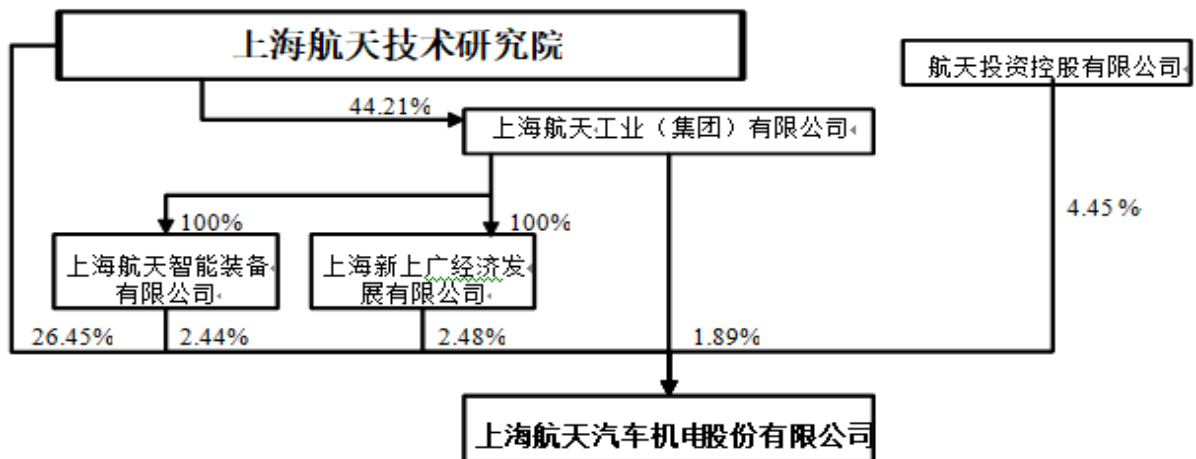 上海航天技术研究院
航天投资控股有限公司
44.21%
上海航天工业（集团）有限公司
4.45%
100%
100%
上海航天智能装备
有限公司
上海新上广经济发
展有限公司
26.45%
2.44%
2.48%
1.89%
上海航天汽车机电股份有限公司